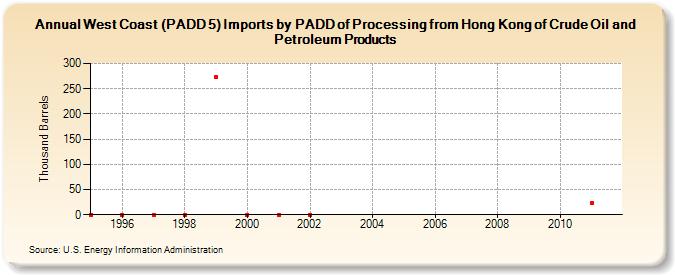 Annual West Coast (PADD 5) Imports by PADD of Processing from Hong Kong of Crude Oil and
Petroleum Products
Thousand Barrels
300
250
200
150
100
50
0
1996 1998 2000 2002 2004 2006 2008 2010
Source: U.S. Energy Information Administration